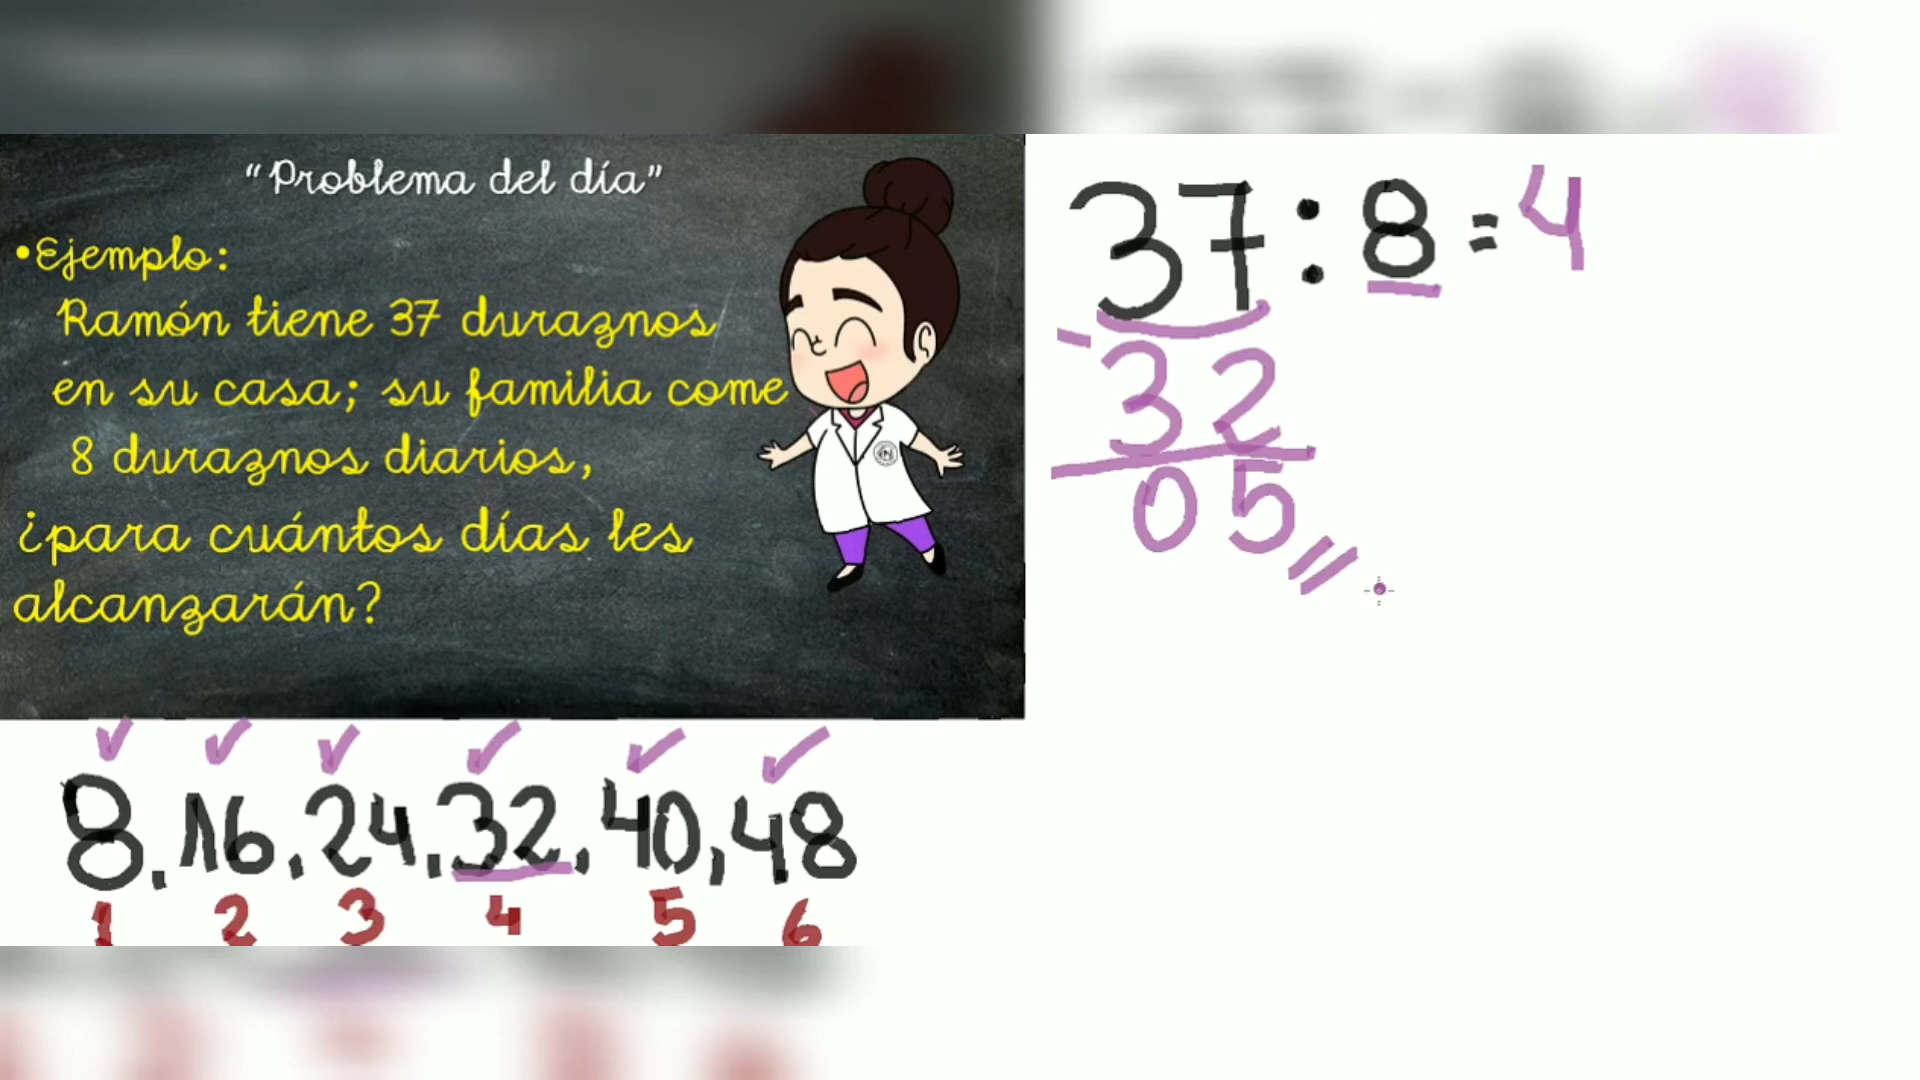 “Problema del día”
•Ejemplo:
Ramón tiene 37 duraznos
en su casa; su familia come
8 duraznos diarios,
¿para cuántos días les
alcanzarán?
37 : 8 = 4
- 32
05
8, 16, 24, 32, 40, 48
1 2 3 4 5 6